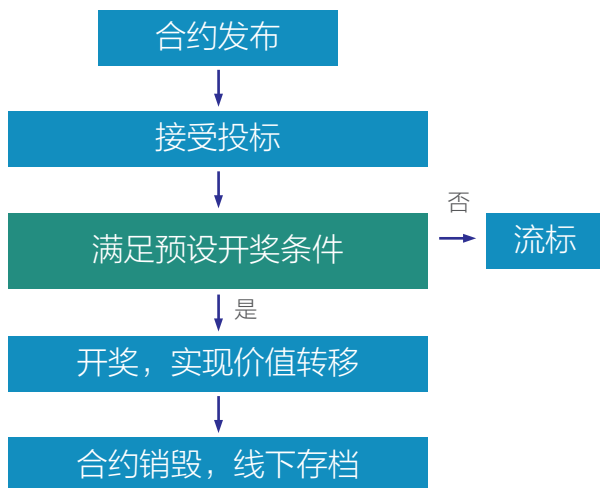 合约发布
接受投标
否
满足预设开奖条件
流标
是
开奖，实现价值转移
合约销毁，线下存档